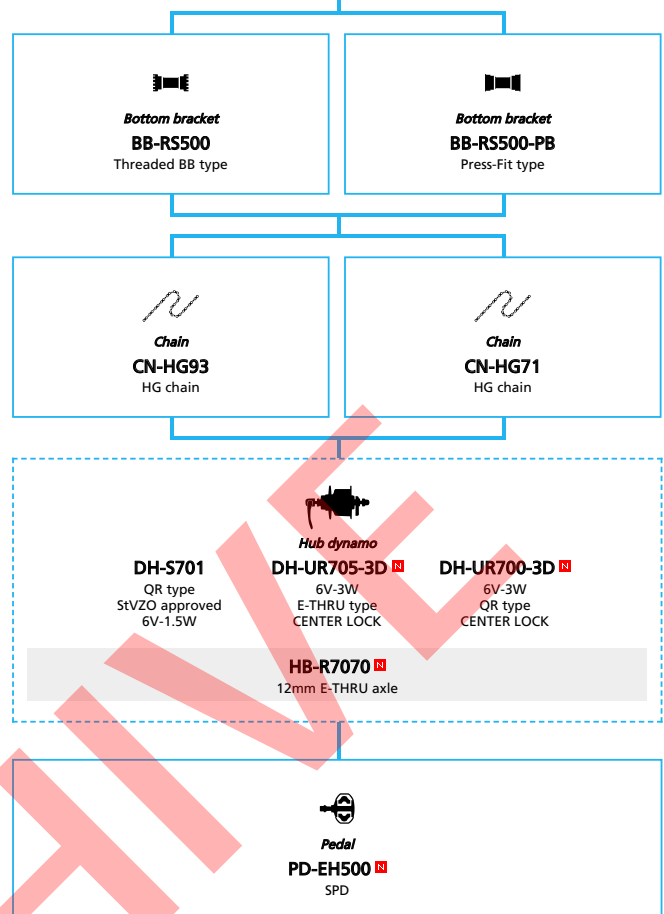 Bottom bracket
BB-RS500
Threaded BB type
Bottom bracket
BB-RS500-PB
Press-Fit type
Chain
CN-HG93
HG chain
Chain
CN-HG71
HG chain
Hub dynamo
DH-S701
QR type
StVZO approved
6V-1.5W
DH-UR705-3D N
6V-3W
E-THRU type
CENTER LOCK
DH-UR700-3D N
6V-3W
QR type
CENTER LOCK
HB-R7070 N
12mm E-THRU axle
Pedal
PD-EH500 N
SPD
HIVE